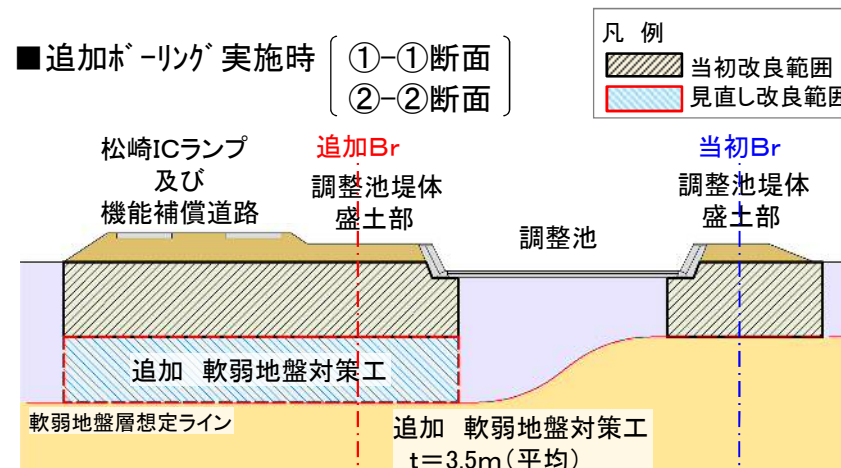 ■追加ﾎﾞｰﾘﾝｸﾞ実施時
①-①断面
②-②断面
凡 例
当初改良範囲
見直し改良範囲
松崎ICランプ
及び
機能補償道路
追加Br
調整池堤体
盛土部
調整池
当初Br
調整池堤体
盛土部
追加 軟弱地盤対策工
軟弱地盤層想定ライン
追加 軟弱地盤対策工
t=3.5m(平均)